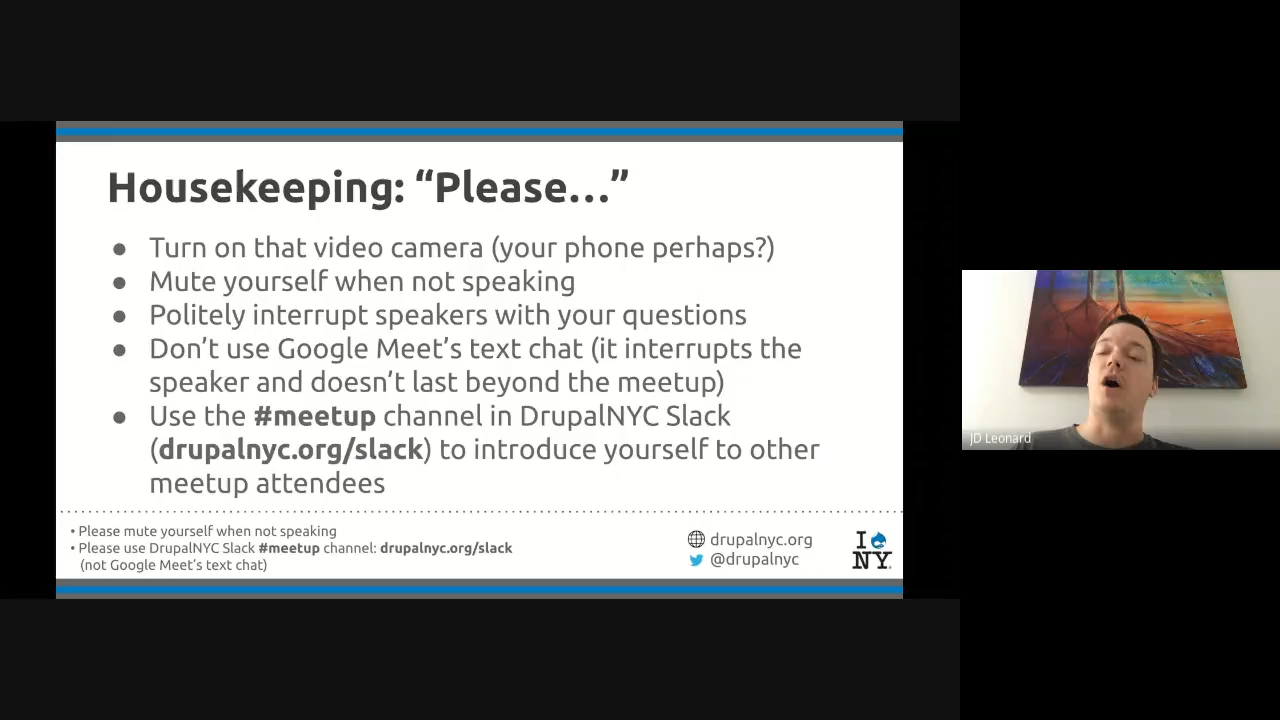 Housekeeping: “Please…”
● Turn on that video camera (your phone perhaps?)
● Mute yourself when not speaking
● Politely interrupt speakers with your questions
● Don’t use Google Meet’s text chat (it interrupts the
speaker and doesn’t last beyond the meetup)
● Use the #meetup channel in DrupalNYC Slack
(drupalnyc.org/slack) to introduce yourself to other
meetup attendees
• Please mute yourself when not speaking
• Please use DrupalNYC Slack #meetup channel: drupalnyc.org/slack
(not Google Meet’s text chat)
drupalnyc.org
@drupalnyc
I
NY.
JD Leonard